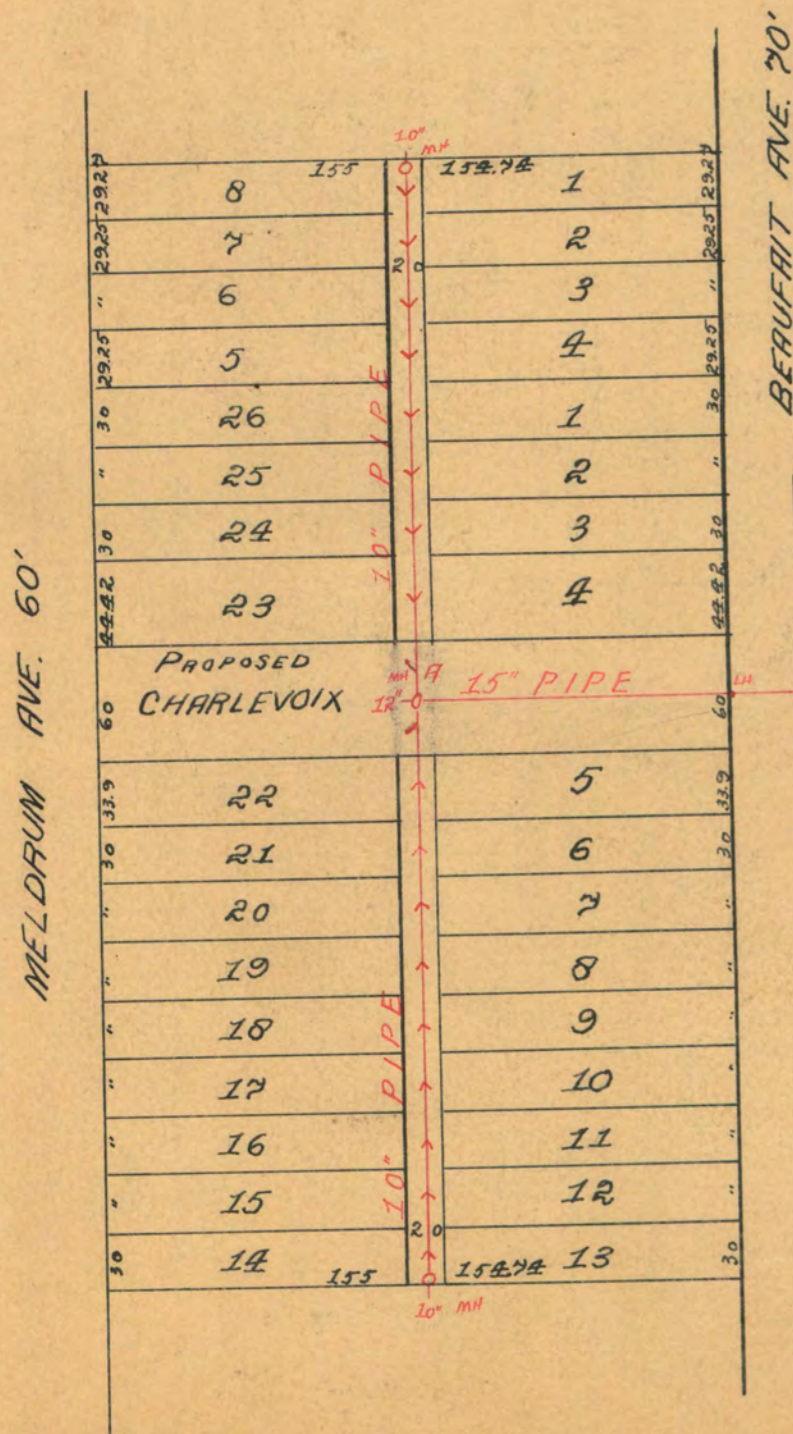 BEAUFAIT AVE. 70'
MELDRUM AVE. 60'
10" MH
29.27 8 155 154.74 1 29.27
29.25 7 20 2 29.25
" 6 3 "
29.25 5 4 29.25
30 26 1 30
" 25 2 "
30 24 3 30
44.42 23 4 44.42
10" PIPE
PROPOSED
CHARLEVOIX
60 MH A 60
12" 15" PIPE
33.9 22 5 33.9
30 21 6 30
" 20 7 "
" 19 8 "
" 18 9 "
" 17 10 "
" 16 11 "
" 15 12 "
20
30 14 155 154.74 13 30
10" PIPE
10" MH